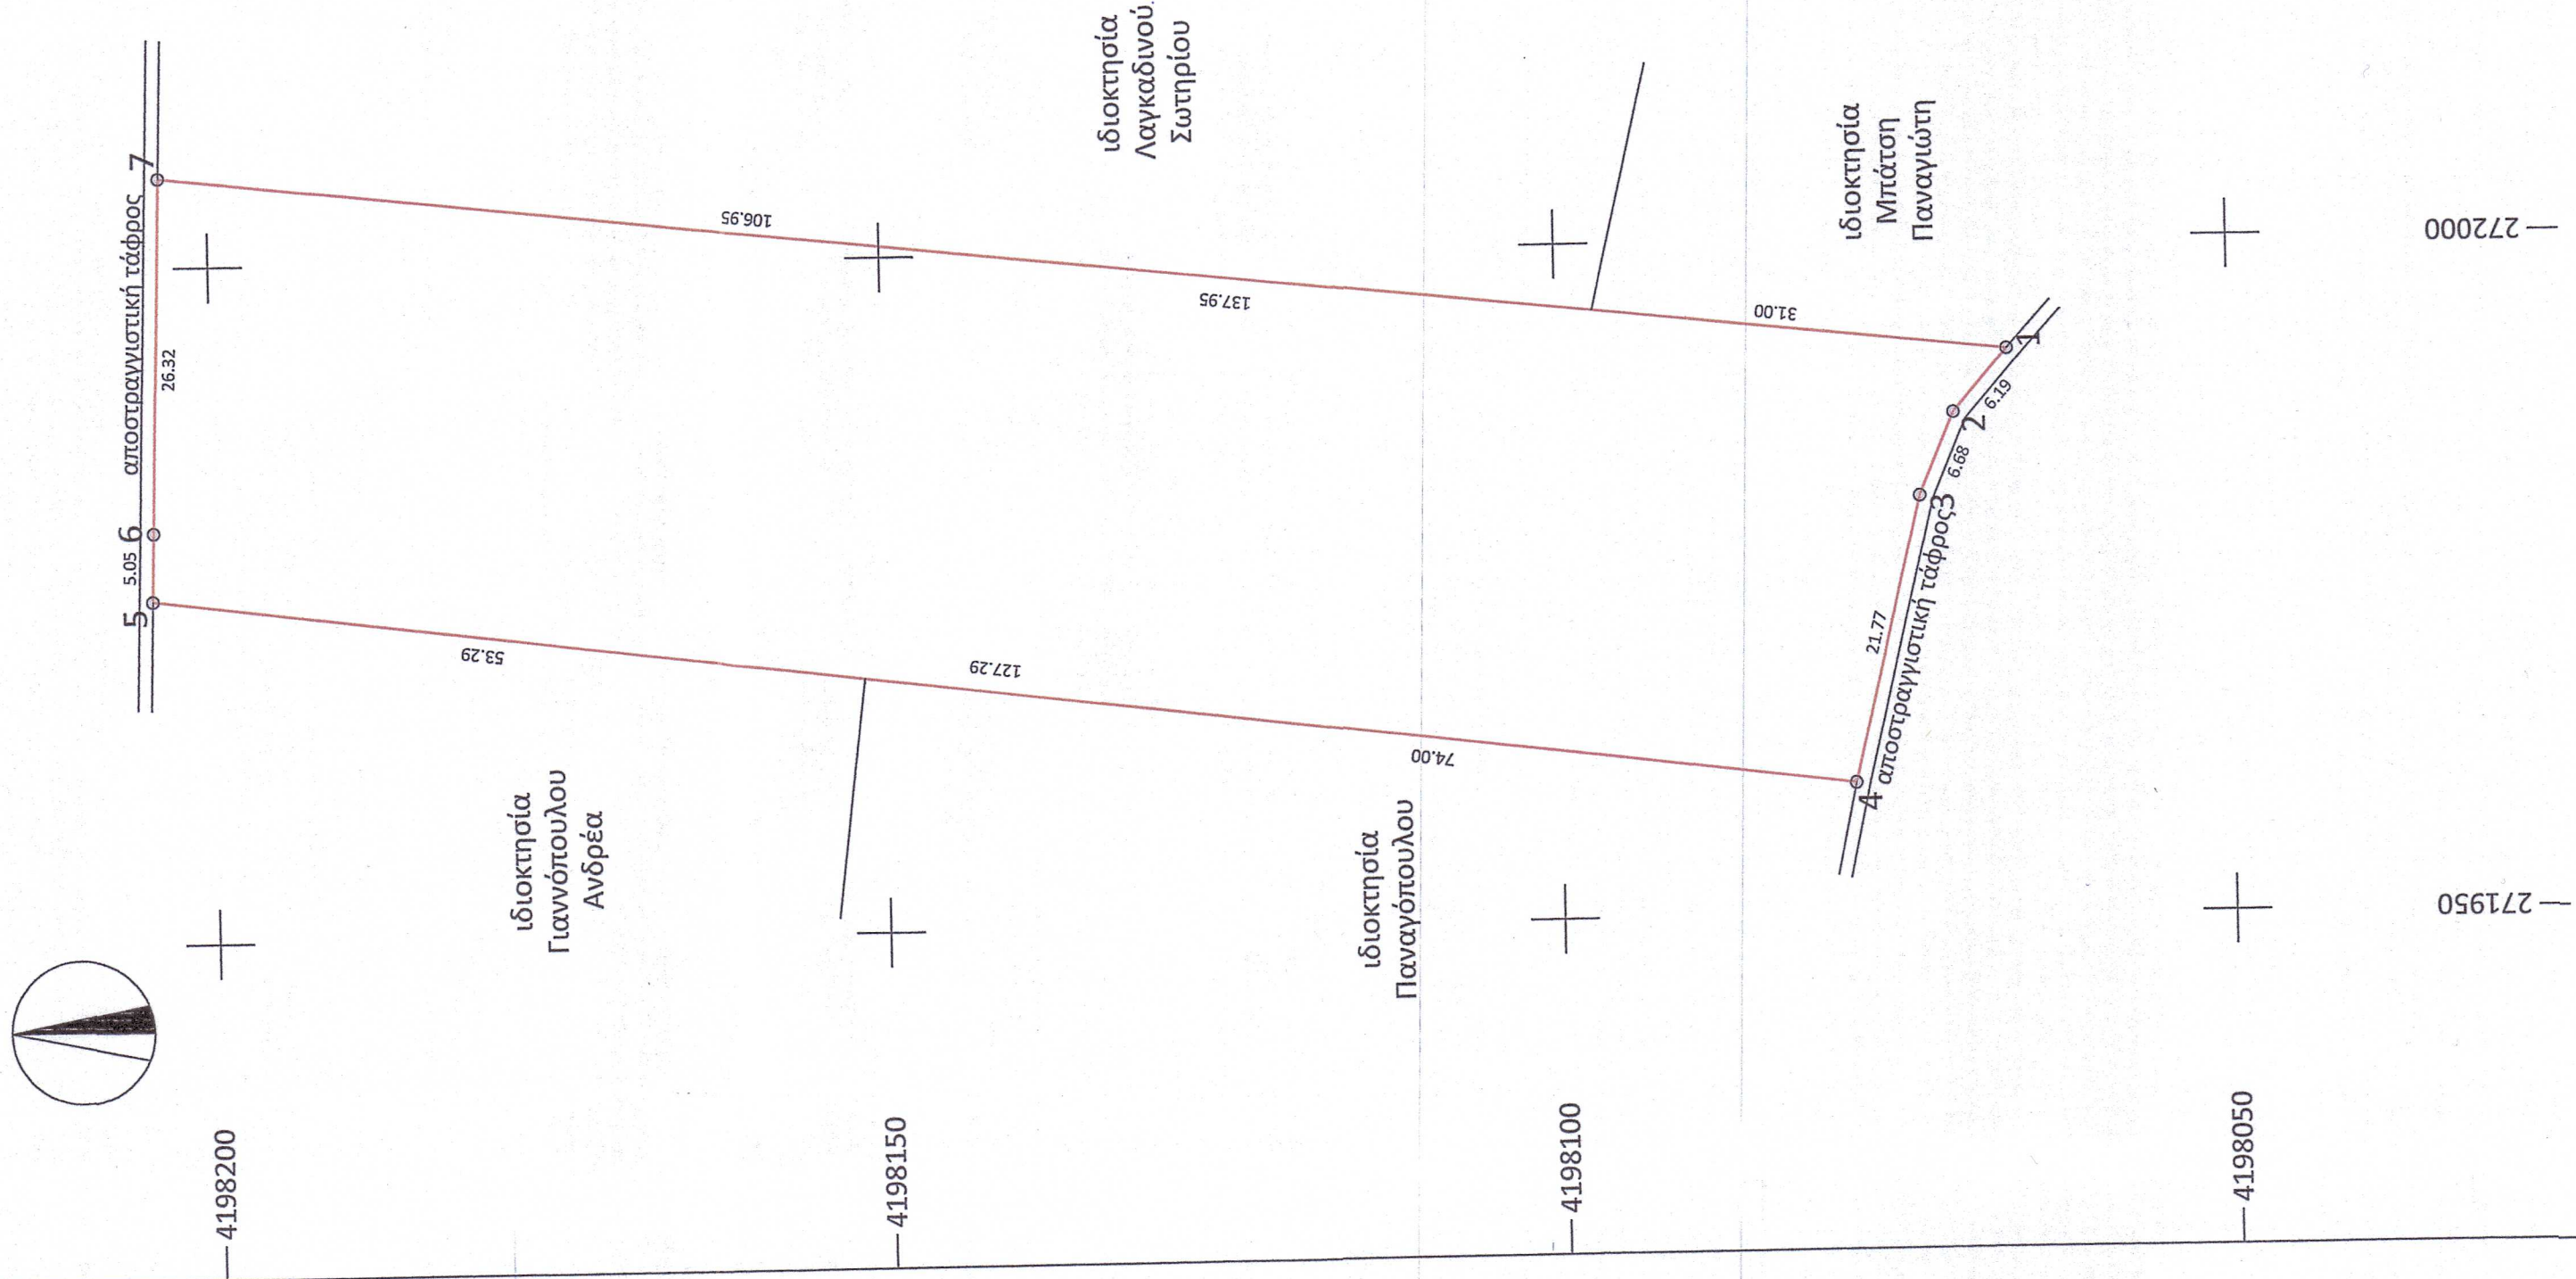 7
αποστραγιστική τάφρος
26.32
6
5.05
5
106.95
137.95
31.00
ιδιοκτησία
Λαγκαδινού
Σωτηρίου
ιδιοκτησία
Μπάτση
Παναγιώτη
272000
1
6.19
2
6.68
3
αποστραγγιστική τάφρος
21.77
4
53.29
127.29
74.00
ιδιοκτησία
Γιαννόπουλου
Ανδρέα
ιδιοκτησία
Παναγόπουλου
271950
4198200
4198150
4198100
4198050